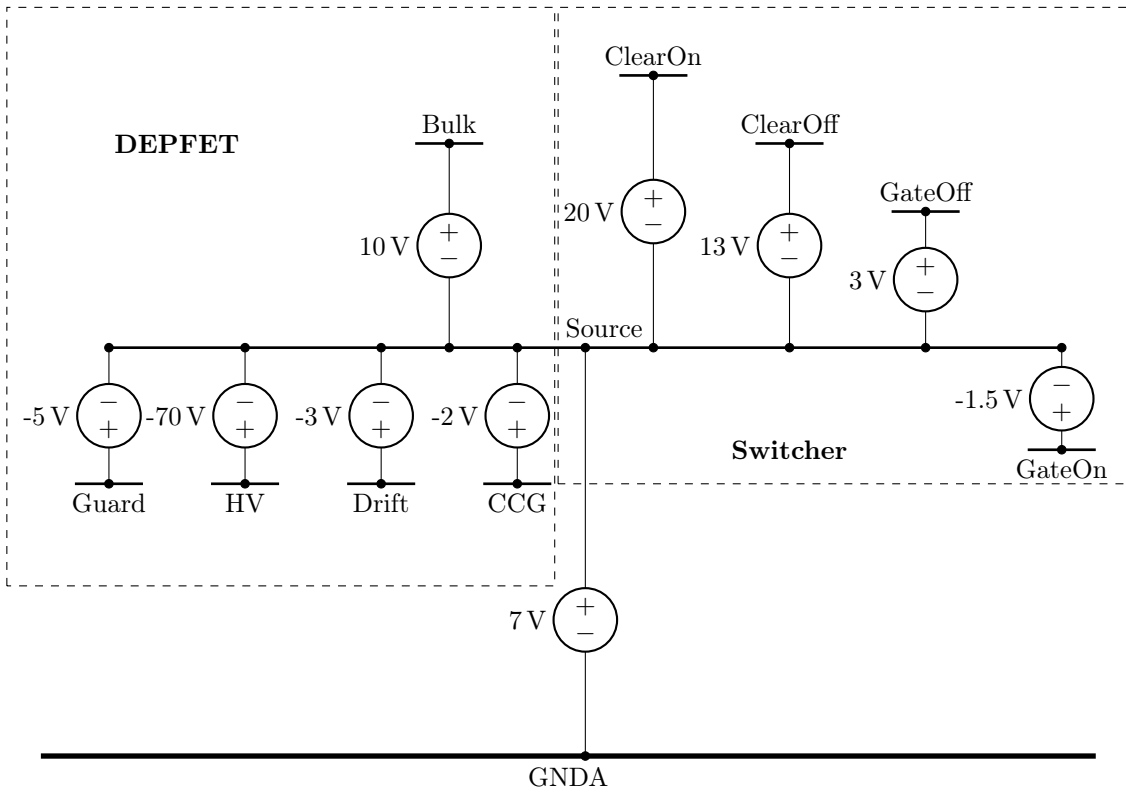 ClearOn
Bulk
ClearOff
DEPFET
GateOff
20 V
10 V
13 V
3 V
Source
-5 V
-70 V
-3 V
-2 V
-1.5 V
Switcher
GateOn
Guard
HV
Drift
CCG
7 V
GNDA